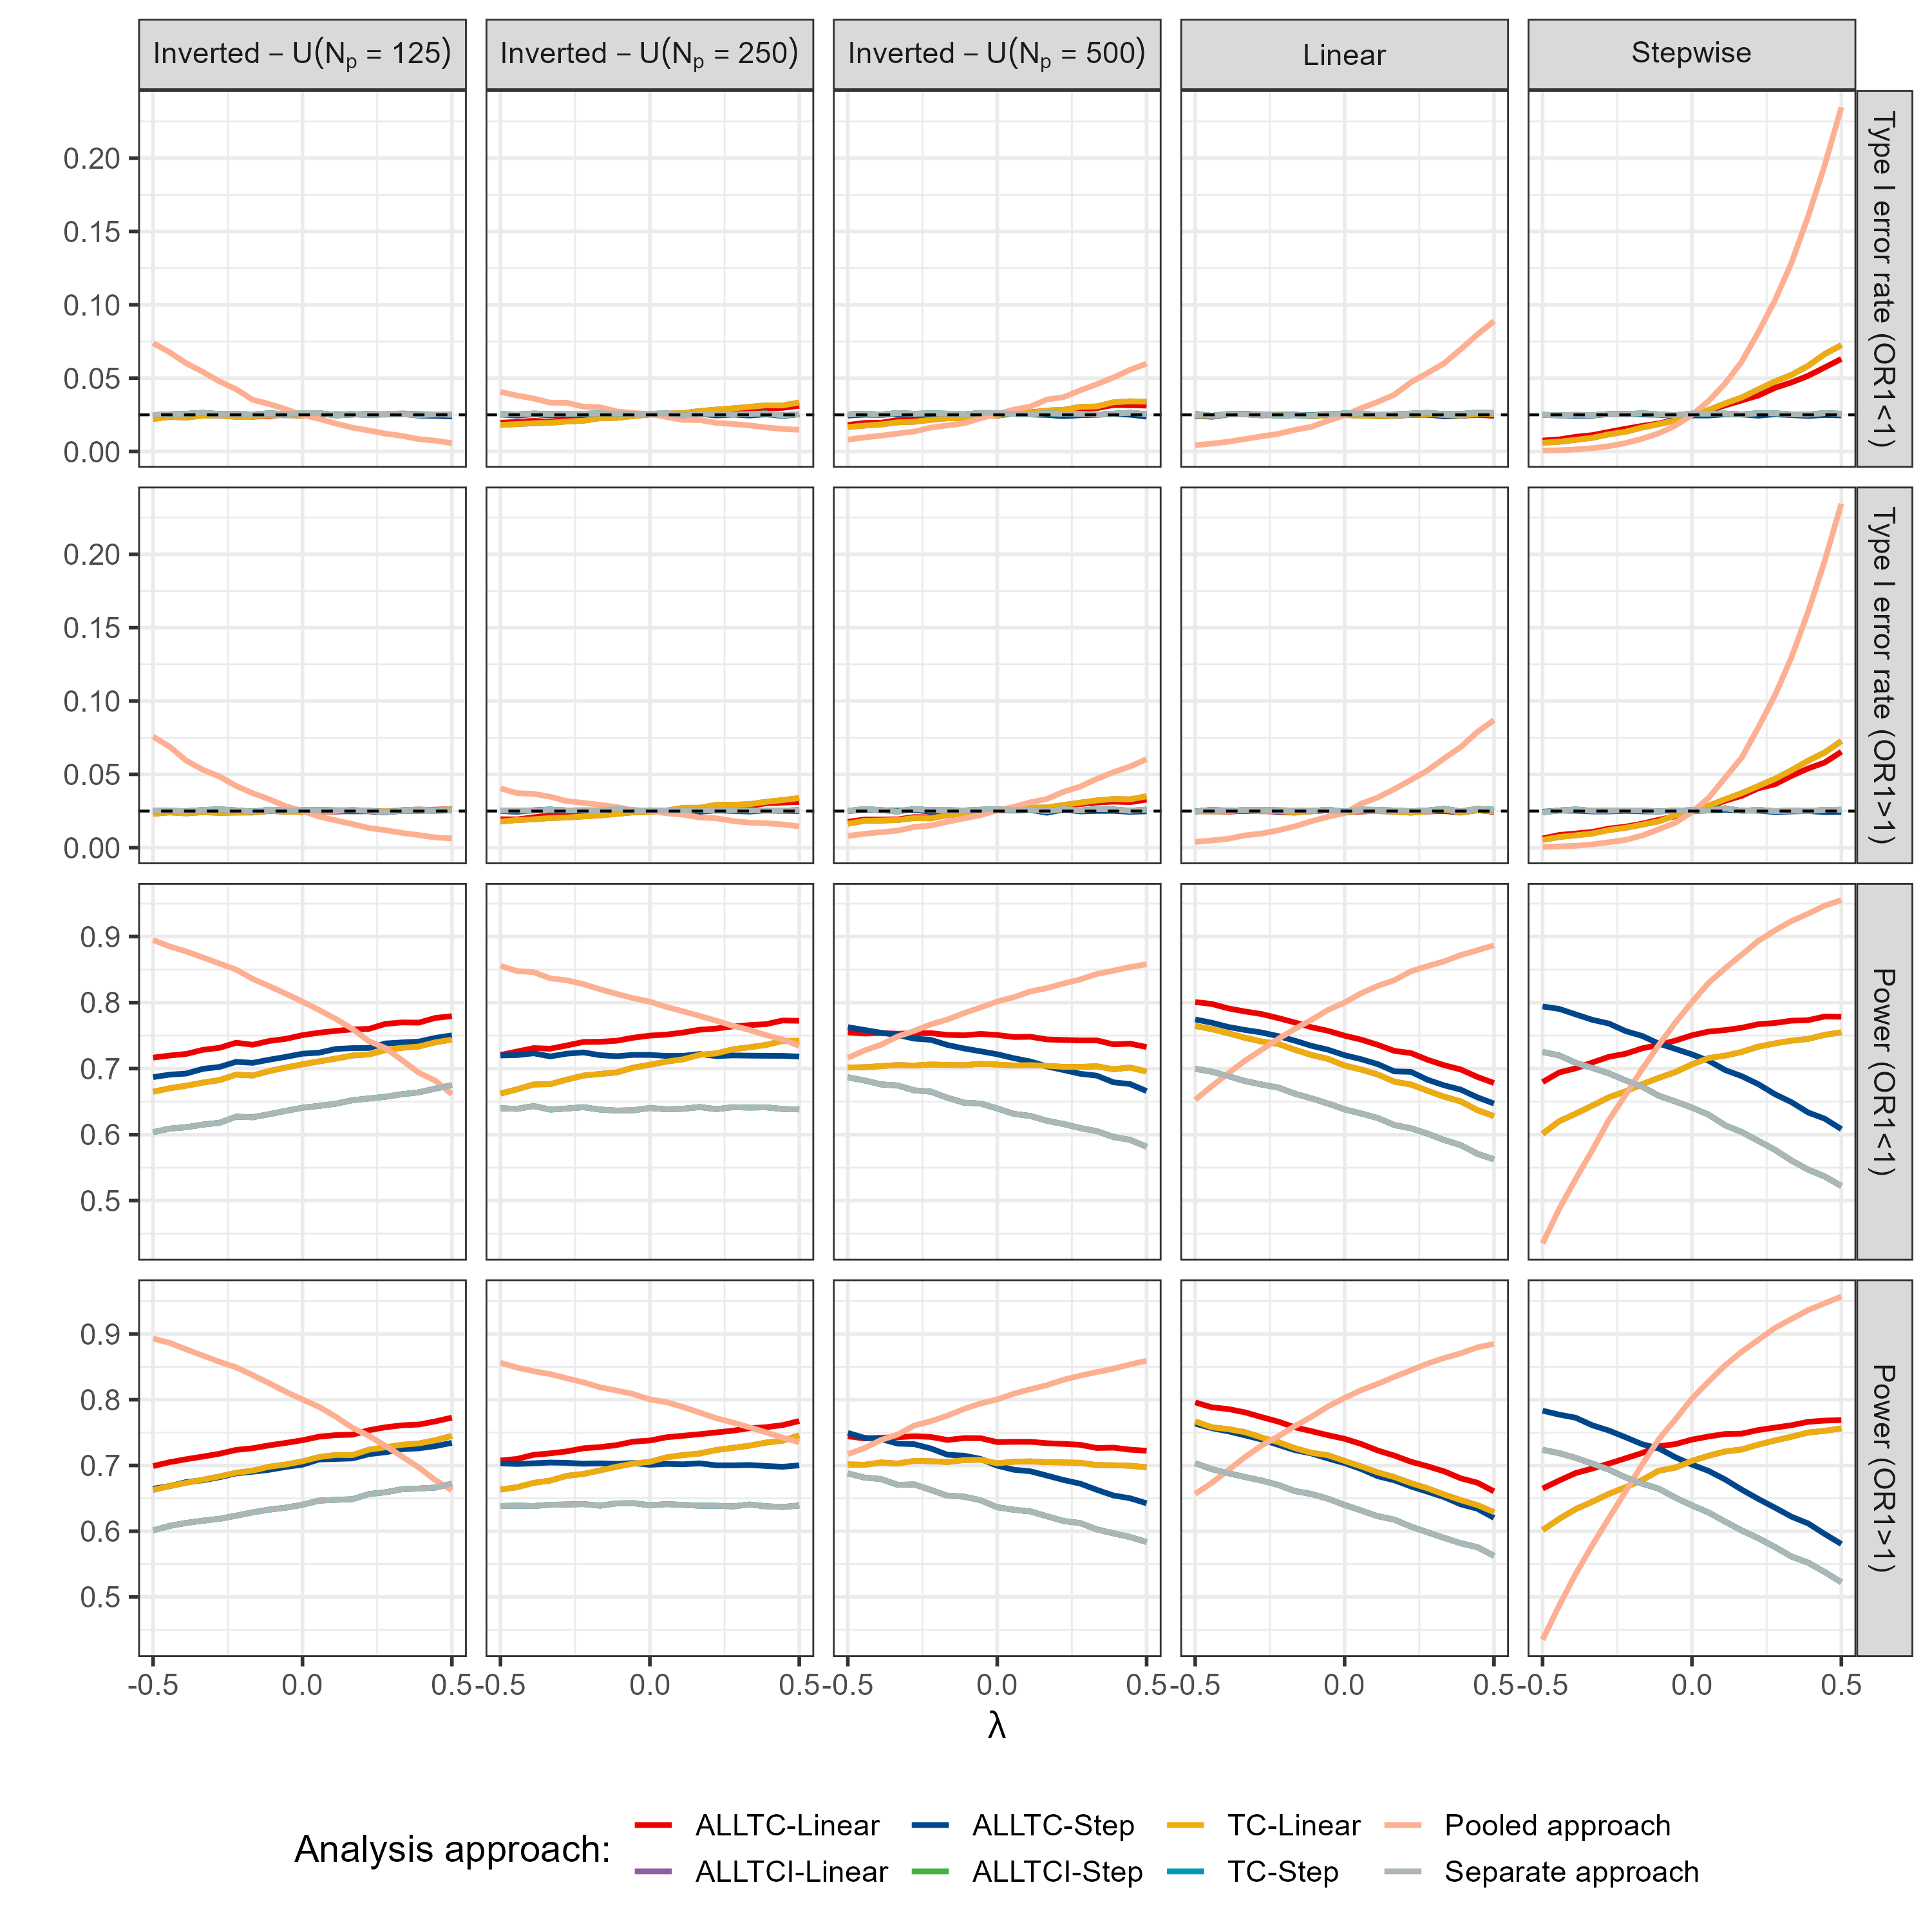 Inverted − U(Np = 125) Inverted − U(Np = 250) Inverted − U(Np = 500) Linear Stepwise
0.20
0.15
0.10
0.05
0.00
Type I error rate (OR1<1)
0.20
0.15
0.10
0.05
0.00
Type I error rate (OR1>1)
0.9
0.8
0.7
0.6
0.5
Power (OR1<1)
0.9
0.8
0.7
0.6
0.5
Power (OR1>1)
-0.5 0.0 0.5 -0.5 0.0 0.5 -0.5 0.0 0.5 -0.5 0.0 0.5 -0.5 0.0 0.5
λ
Analysis approach:
ALLTC-Linear ALLTC-Step TC-Linear Pooled approach
ALLTCI-Linear ALLTCI-Step TC-Step Separate approach